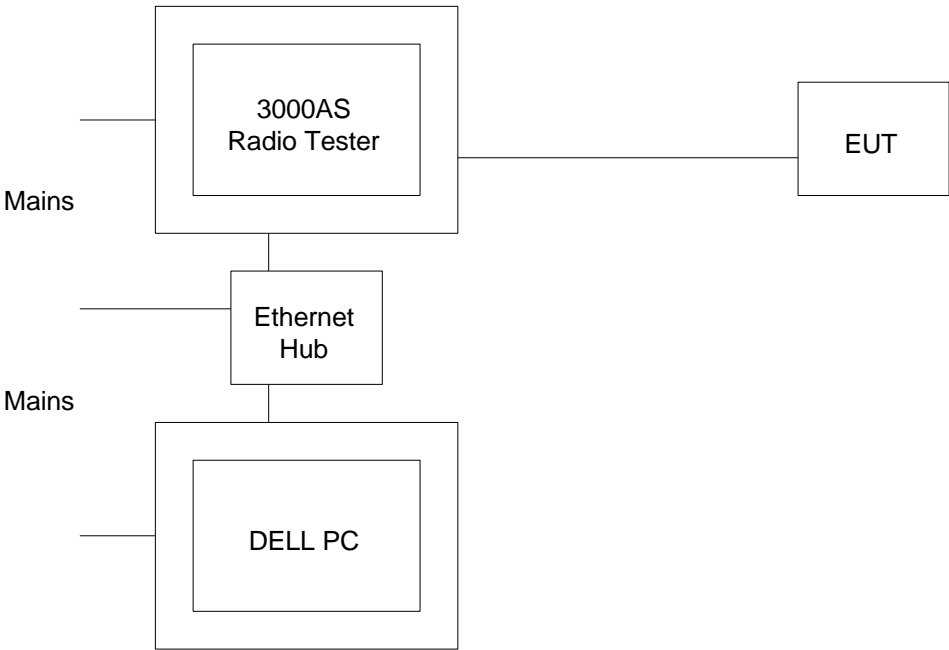 3000AS
Radio Tester
EUT
Mains
Ethernet
Hub
Mains
DELL PC